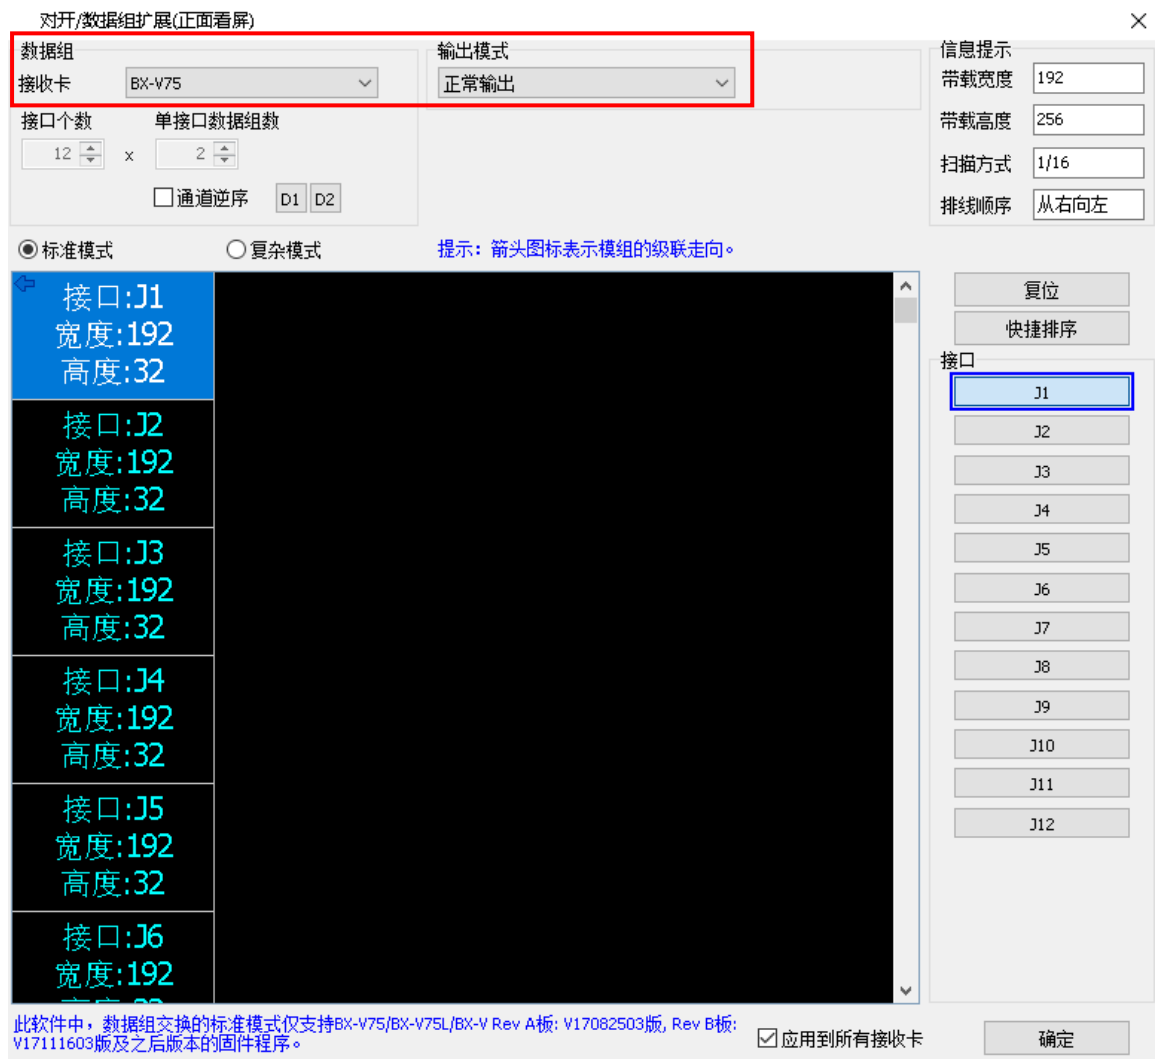 对开/数据组扩展(正面看屏)
数据组
接收卡
BX-V75
输出模式
正常输出
信息提示
带载宽度
192
带载高度
256
扫描方式
1/16
排线顺序
从右向左
接口个数
单接口数据组数
12
x
2
通道逆序
D1
D2
标准模式
复杂模式
提示：箭头图标表示模组的级联走向。
接口:J1
宽度:192
高度:32
接口:J2
宽度:192
高度:32
接口:J3
宽度:192
高度:32
接口:J4
宽度:192
高度:32
接口:J5
宽度:192
高度:32
接口:J6
宽度:192
复位
快捷排序
接口
J1
J2
J3
J4
J5
J6
J7
J8
J9
J10
J11
J12
此软件中，数据组交换的标准模式仅支持BX-V75/BX-V75L/BX-V Rev A板: V17082503版, Rev B板:
V17111603版及之后版本的固件程序。
应用到所有接收卡
确定